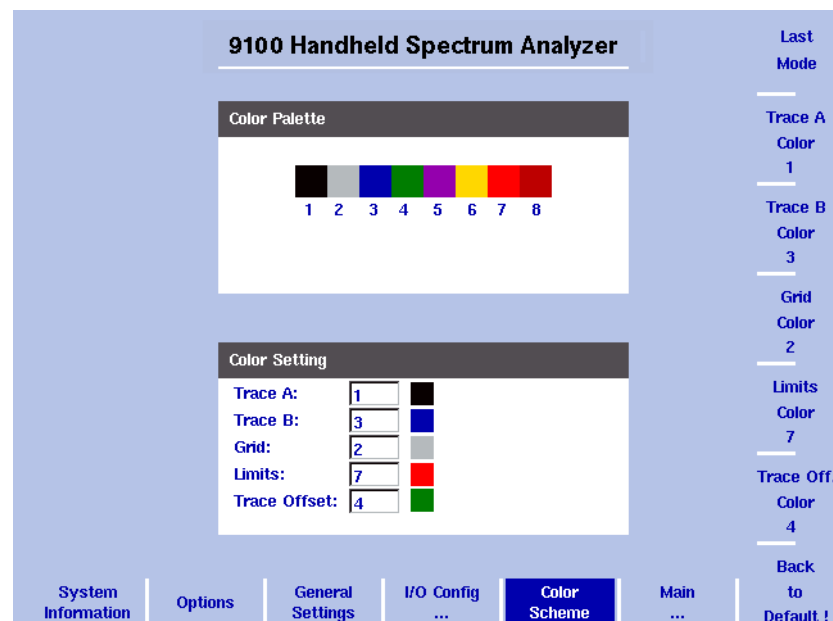 9100 Handheld Spectrum Analyzer
Color Palette
1 2 3 4 5 6 7 8
Color Setting
Trace A: 1
Trace B: 3
Grid: 2
Limits: 7
Trace Offset: 4
Last
Mode
Trace A
Color
1
Trace B
Color
3
Grid
Color
2
Limits
Color
7
Trace Off.
Color
4
Back
to
Default !
System
Information
Options
General
Settings
I/O Config
...
Color
Scheme
Main
...